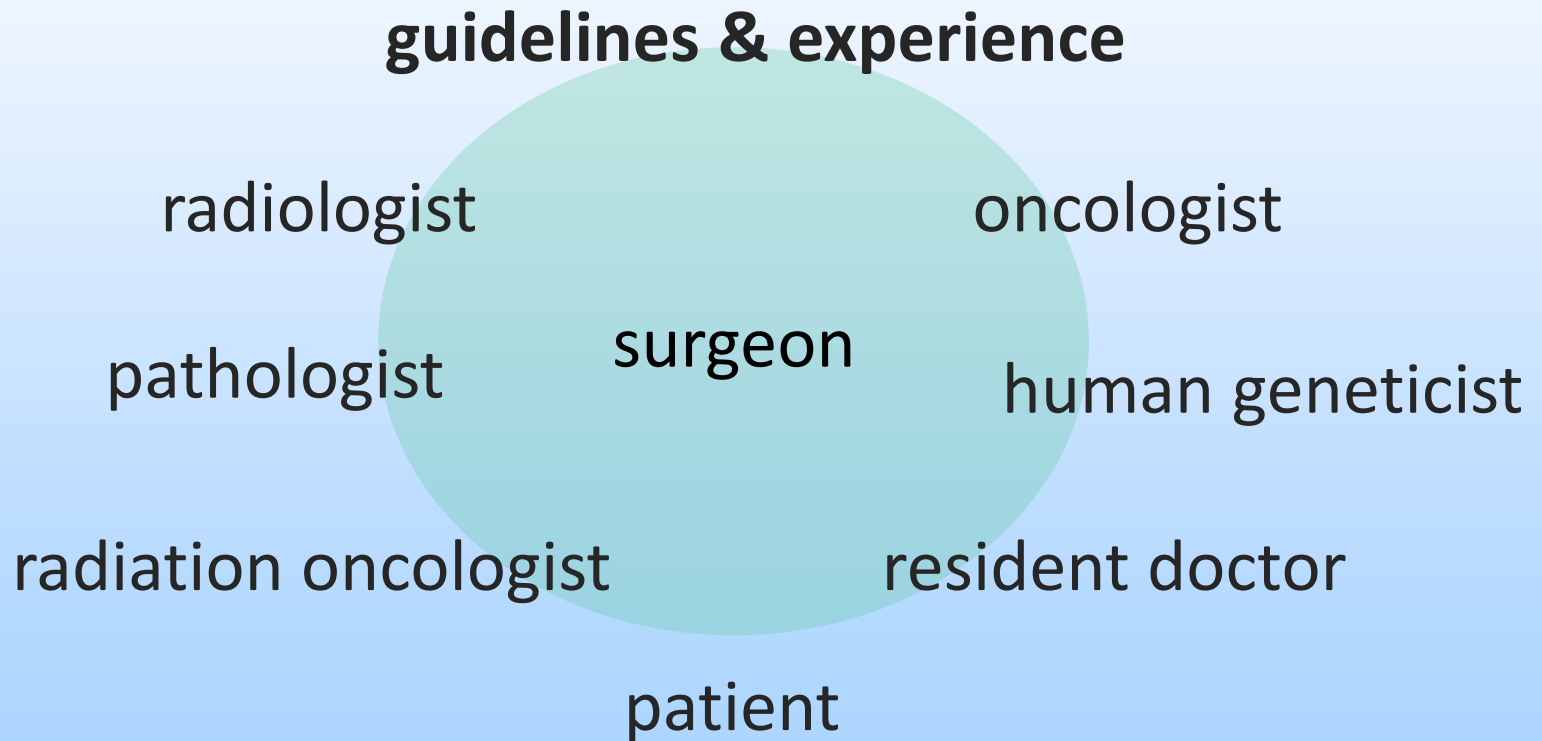 guidelines & experience
radiologist
oncologist
surgeon
pathologist
human geneticist
radiation oncologist
resident doctor
patient